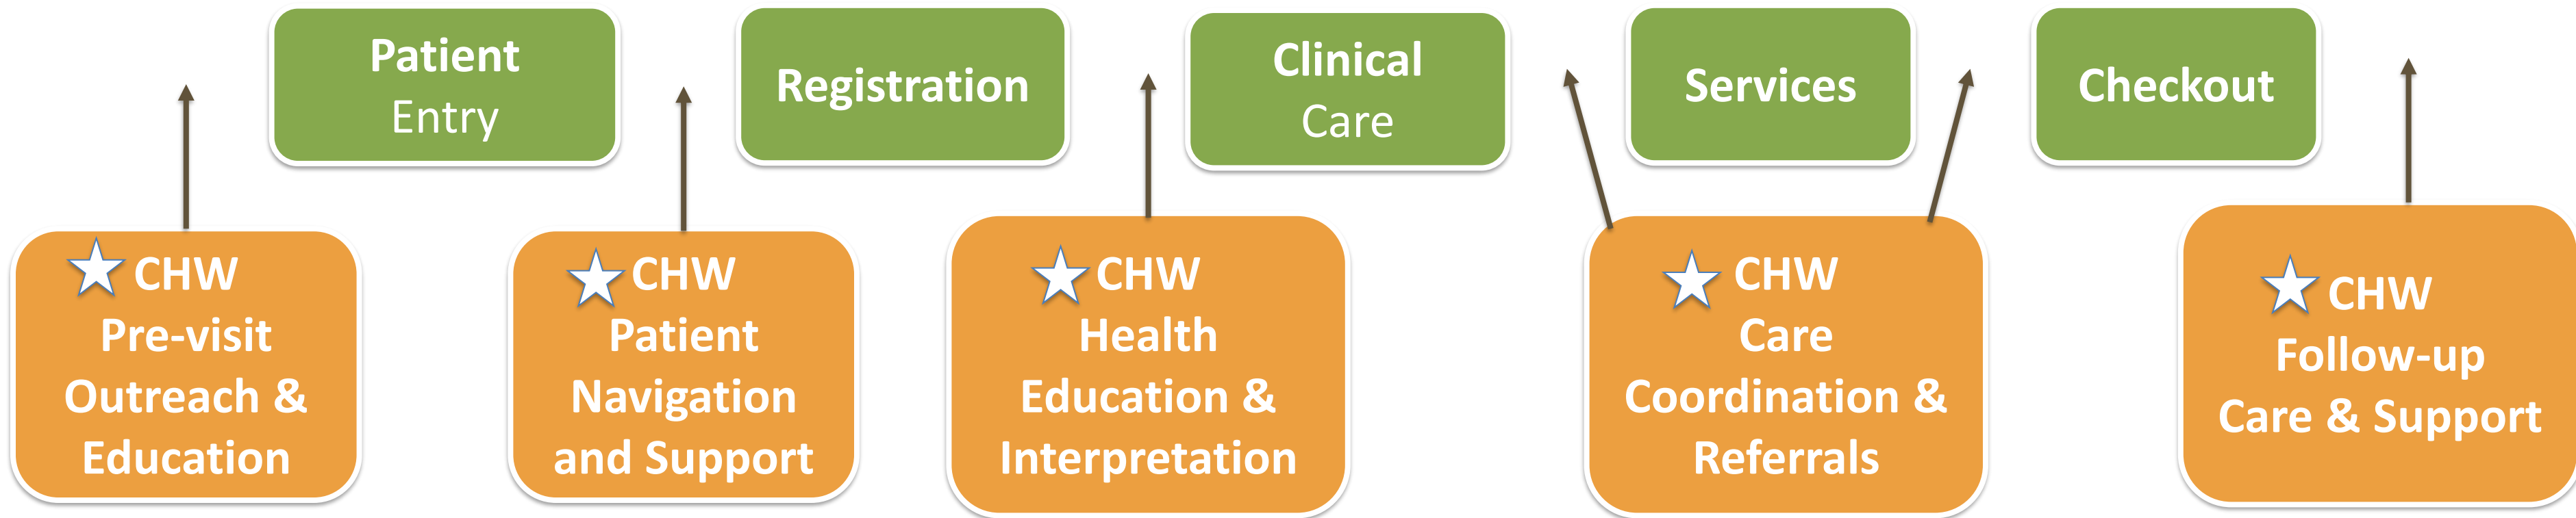 Patient
Entry
Registration
Clinical
Care
Services
Checkout
CHW
Pre-visit
Outreach &
Education
CHW
Patient
Navigation
and Support
CHW
Health
Education &
Interpretation
CHW
Care
Coordination &
Referrals
CHW
Follow-up
Care & Support